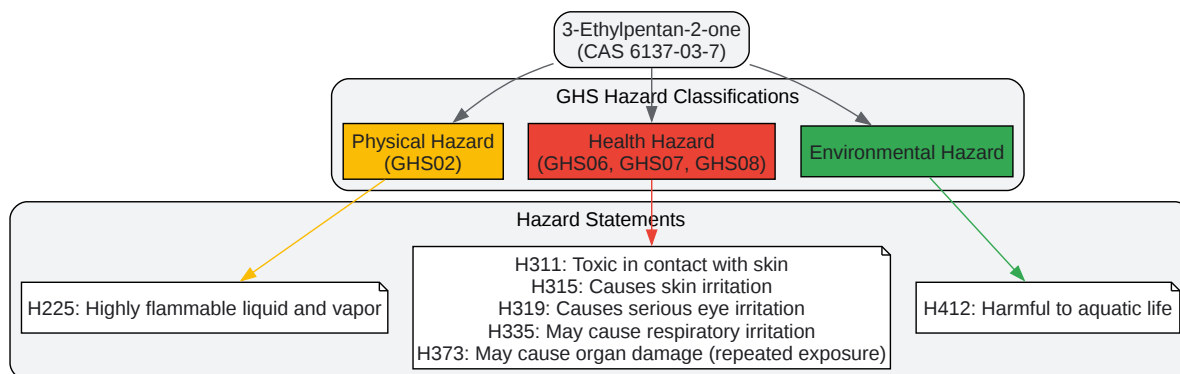 3-Ethylpentan-2-one
(CAS 6137-03-7)
GHS Hazard Classifications
Physical Hazard
(GHS02)
Health Hazard
(GHS06, GHS07, GHS08)
Environmental Hazard
Hazard Statements
H225: Highly flammable liquid and vapor
H311: Toxic in contact with skin
H315: Causes skin irritation
H319: Causes serious eye irritation
H335: May cause respiratory irritation
H373: May cause organ damage (repeated exposure)
H412: Harmful to aquatic life